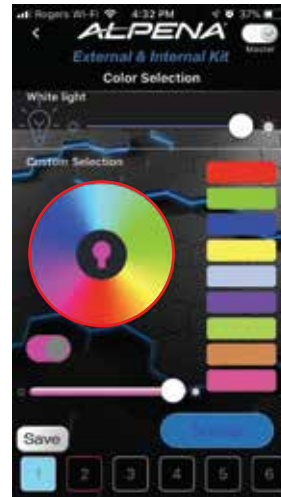 Rogers Wi-Fi 4:32 PM 37%
ALPENA
Master
External & Internal Kit
Color Selection
White light
Custom Selection
Save
1 2 3 4 5 6